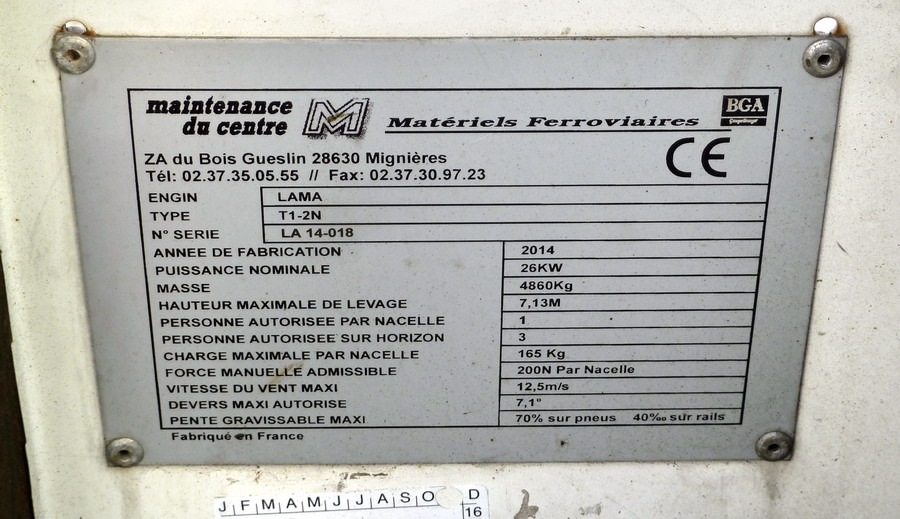 maintenance
du centre
M
Matériels Ferroviaires
BGA
ZA du Bois Gueslin 28630 Mignières
Tél: 02.37.35.05.55 // Fax: 02.37.30.97.23
CE
ENGIN LAMA
TYPE T1-2N
N° SERIE LA 14-018
ANNEE DE FABRICATION 2014
PUISSANCE NOMINALE 26KW
MASSE 4860Kg
HAUTEUR MAXIMALE DE LEVAGE 7,13M
PERSONNE AUTORISEE PAR NACELLE 1
PERSONNE AUTORISEE SUR HORIZON 3
CHARGE MAXIMALE PAR NACELLE 165 Kg
FORCE MANUELLE ADMISSIBLE 200N Par Nacelle
VITESSE DU VENT MAXI 12,5m/s
DEVERS MAXI AUTORISE 7,1°
PENTE GRAVISSABLE MAXI 70% sur pneus 40‰ sur rails
Fabriqué en France
J F M A M J J A S O D
16